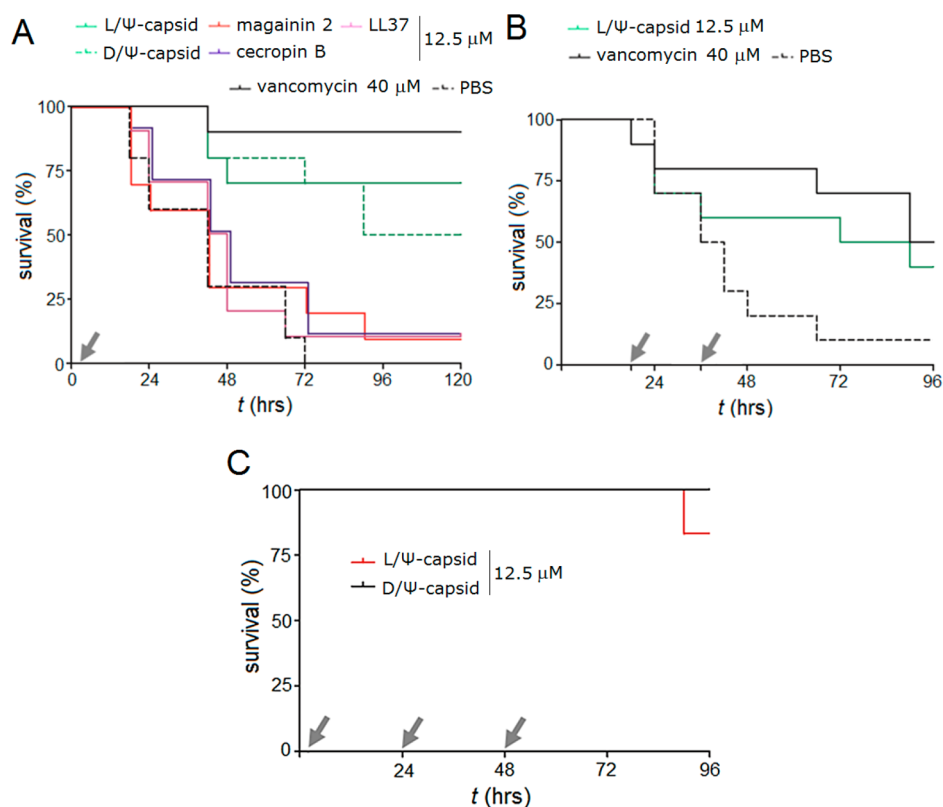 A
L/Ψ-capsid magainin 2 LL37
D/Ψ-capsid cecropin B
12.5 μM
vancomycin 40 μM PBS
survival (%)
100
75
50
25
0
0 24 48 72 96 120
t (hrs)
B
L/Ψ-capsid 12.5 μM
vancomycin 40 μM PBS
survival (%)
100
75
50
25
0
24 48 72 96
t (hrs)
C
L/Ψ-capsid
D/Ψ-capsid
12.5 μM
survival (%)
100
75
50
25
0
24 48 72 96
t (hrs)